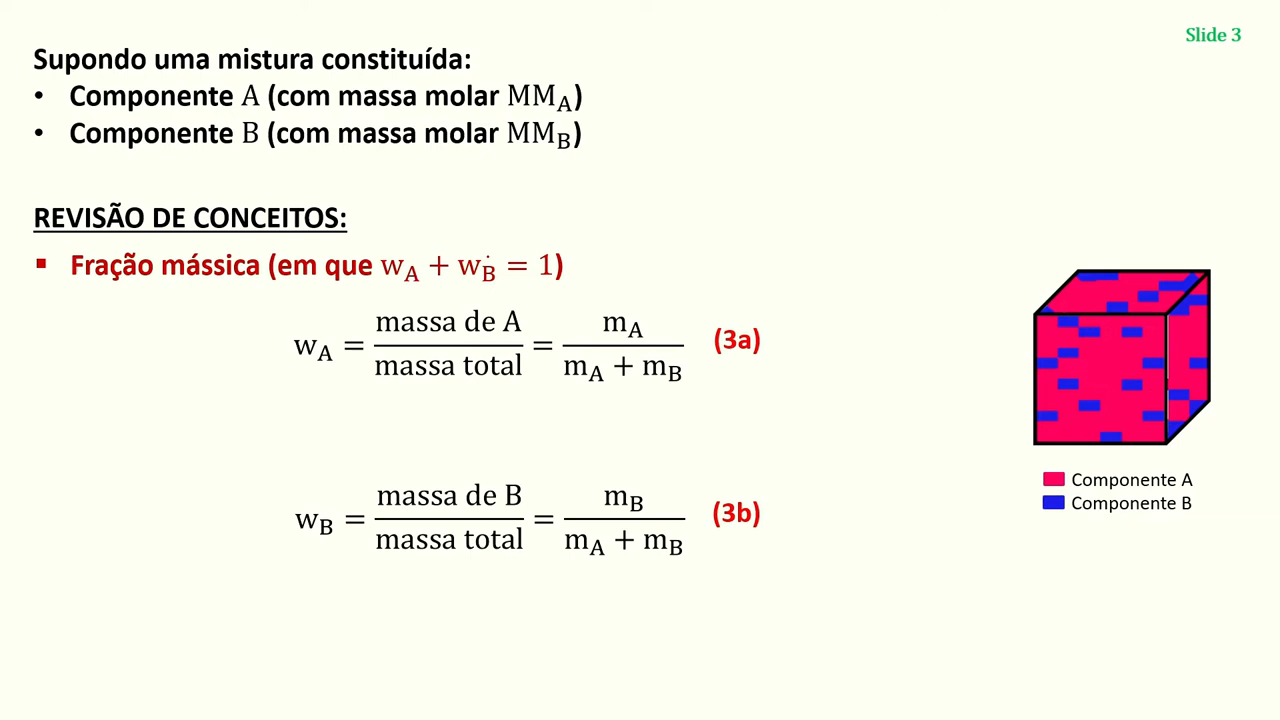 Slide 3
Supondo uma mistura constituída:
• Componente A (com massa molar MM_A)
• Componente B (com massa molar MM_B)
REVISÃO DE CONCEITOS:
▪ Fração mássica (em que w_A + w_B = 1)
w_A = massa de A / massa total = m_A / (m_A + m_B) (3a)
w_B = massa de B / massa total = m_B / (m_A + m_B) (3b)
Componente A
Componente B